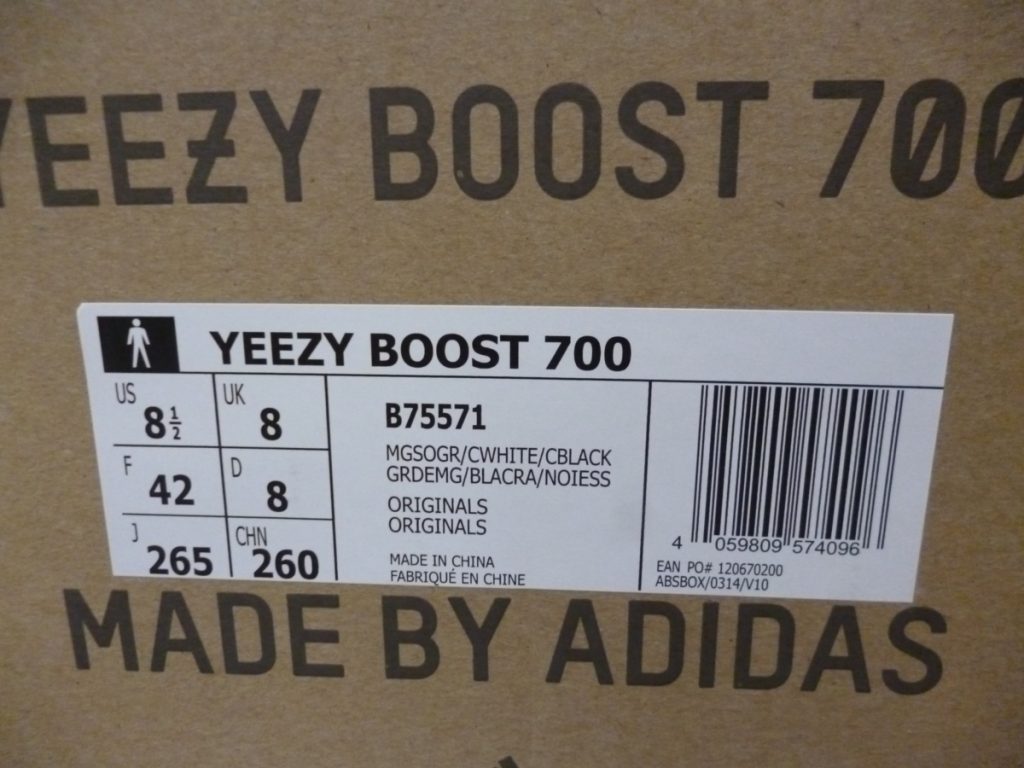 YEEZY BOOST 700
YEEZY BOOST 700
US 8½ UK 8
F 42 D 8
J 265 CHN 260
B75571
MGSOGR/CWHITE/CBLACK
GRDEMG/BLACRA/NOIESS
ORIGINALS
ORIGINALS
MADE IN CHINA
FABRIQUÉ EN CHINE
4 059809 574096
EAN PO# 120670200
ABSBOX/0314/V10
MADE BY ADIDAS